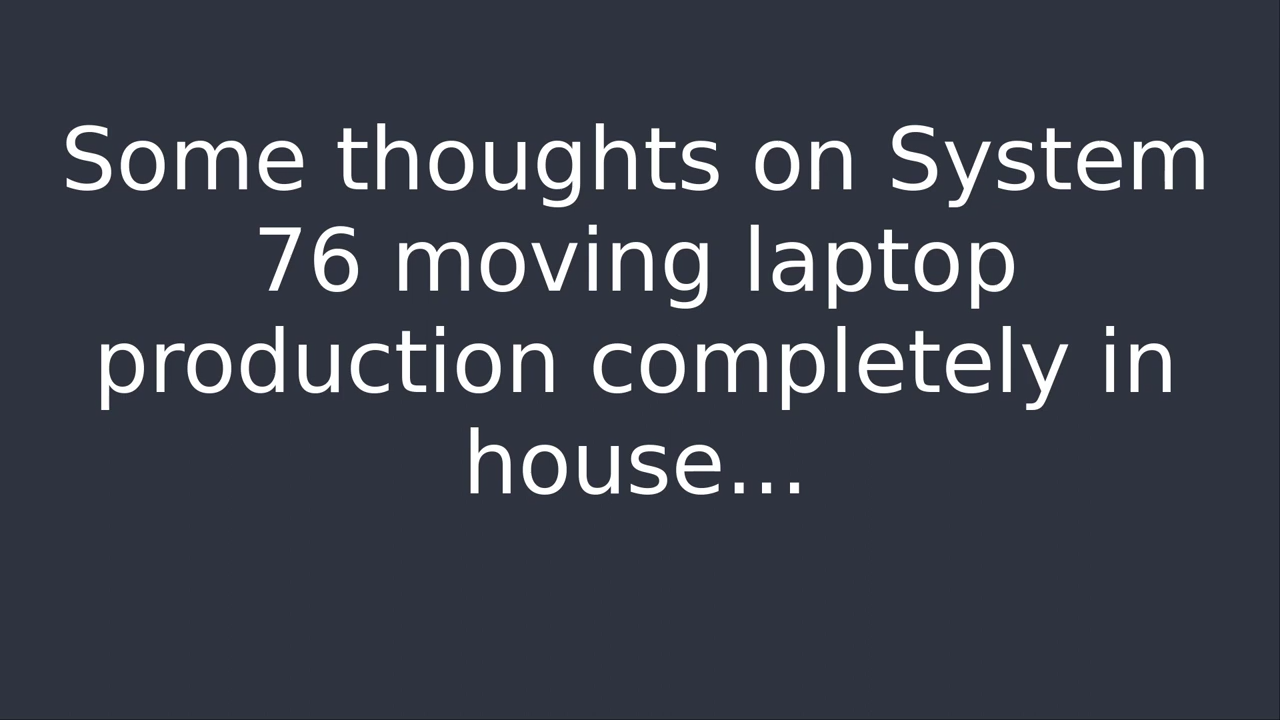 Some thoughts on System
76 moving laptop
production completely in
house...